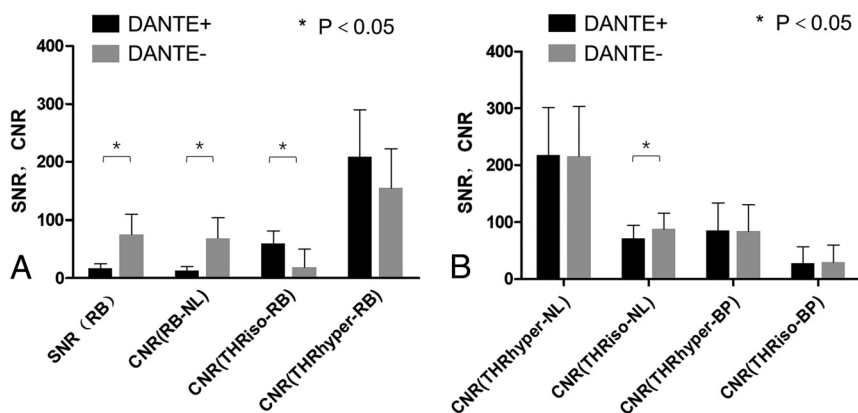 DANTE+
DANTE-
* P < 0.05
400
300
200
100
0
SNR, CNR
*
*
*
A
SNR (RB)
CNR(RB-NL)
CNR(THRiso-RB)
CNR(THRhyper-RB)
DANTE+
DANTE-
* P < 0.05
400
300
200
100
0
SNR, CNR
*
B
CNR(THRhyper-NL)
CNR(THRiso-NL)
CNR(THRhyper-BP)
CNR(THRiso-BP)